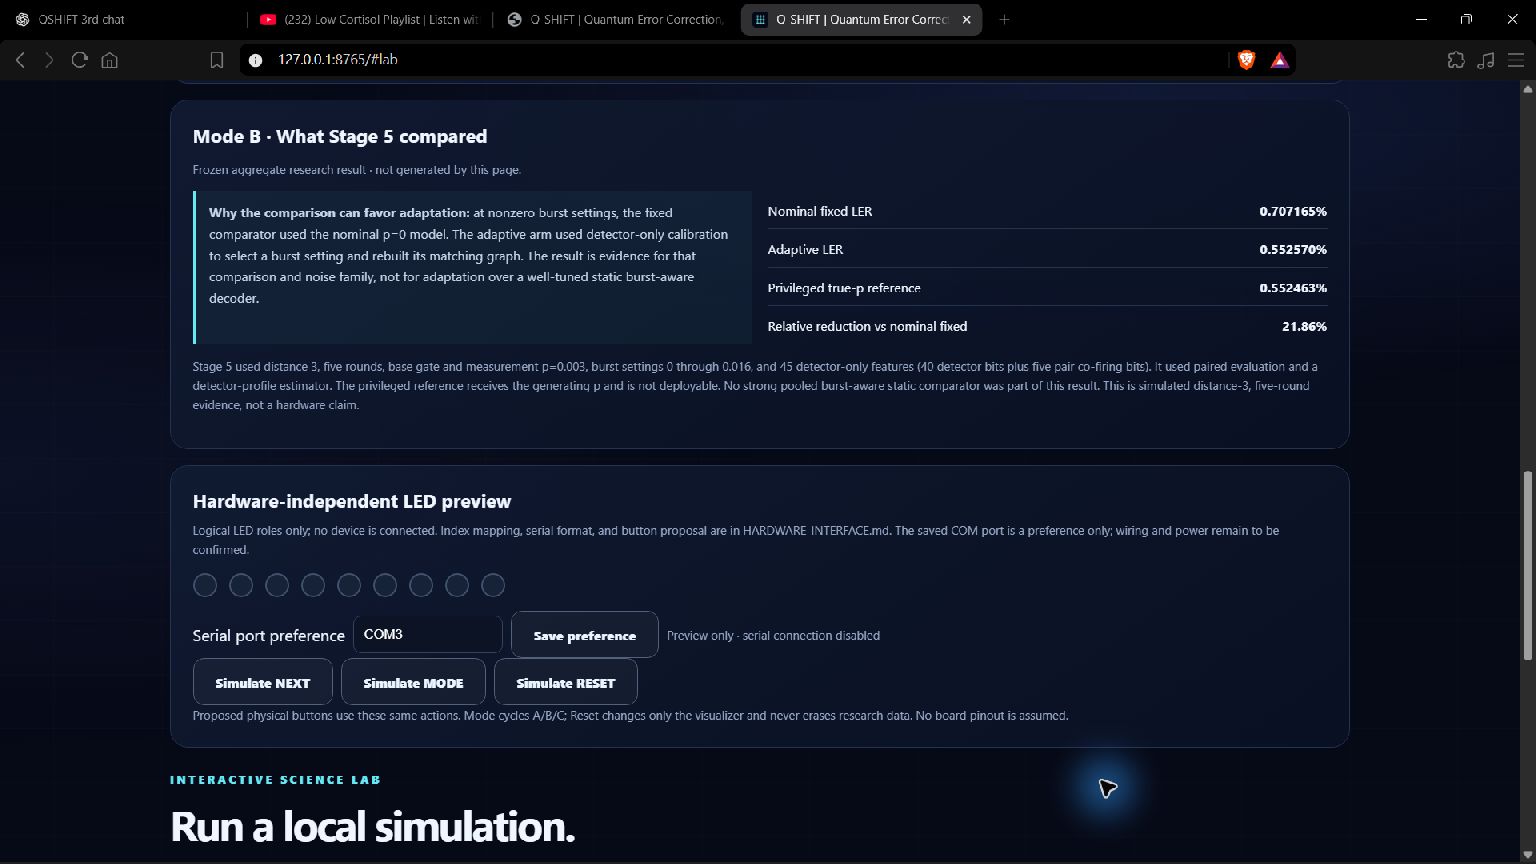 QSHIFT 3rd chat
(232) Low Cortisol Playlist | Listen wit
Q-SHIFT | Quantum Error Correction,
Q-SHIFT | Quantum Error Correct
127.0.0.1:8765/#lab
Mode B · What Stage 5 compared
Frozen aggregate research result · not generated by this page.
Why the comparison can favor adaptation: at nonzero burst settings, the fixed
comparator used the nominal p=0 model. The adaptive arm used detector-only calibration
to select a burst setting and rebuilt its matching graph. The result is evidence for that
comparison and noise family, not for adaptation over a well-tuned static burst-aware
decoder.
Nominal fixed LER 0.707165%
Adaptive LER 0.552570%
Privileged true-p reference 0.552463%
Relative reduction vs nominal fixed 21.86%
Stage 5 used distance 3, five rounds, base gate and measurement p=0.003, burst settings 0 through 0.016, and 45 detector-only features (40 detector bits plus five pair co-firing bits). It used paired evaluation and a
detector-profile estimator. The privileged reference receives the generating p and is not deployable. No strong pooled burst-aware static comparator was part of this result. This is simulated distance-3, five-round
evidence, not a hardware claim.
Hardware-independent LED preview
Logical LED roles only; no device is connected. Index mapping, serial format, and button proposal are in HARDWARE_INTERFACE.md. The saved COM port is a preference only; wiring and power remain to be
confirmed.
Serial port preference COM3 Save preference Preview only · serial connection disabled
Simulate NEXT Simulate MODE Simulate RESET
Proposed physical buttons use these same actions. Mode cycles A/B/C; Reset changes only the visualizer and never erases research data. No board pinout is assumed.
INTERACTIVE SCIENCE LAB
Run a local simulation.